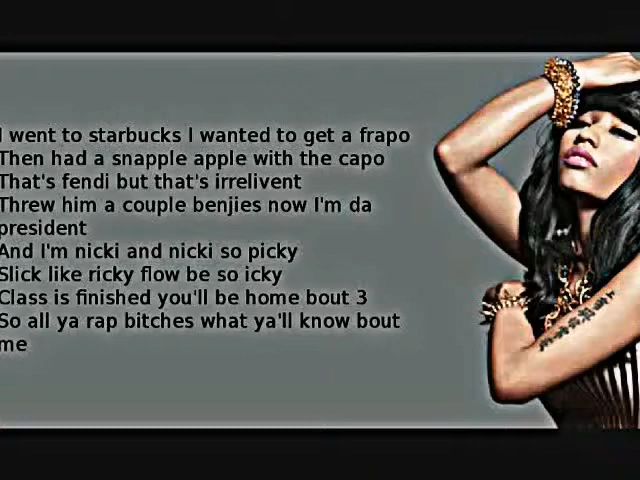 I went to starbucks I wanted to get a frapo
Then had a snapple apple with the capo
That's fendi but that's irrelivent
Threw him a couple benjies now I'm da
president
And I'm nicki and nicki so picky
Slick like ricky flow be so icky
Class is finished you'll be home bout 3
So all ya rap bitches what ya'll know bout
me